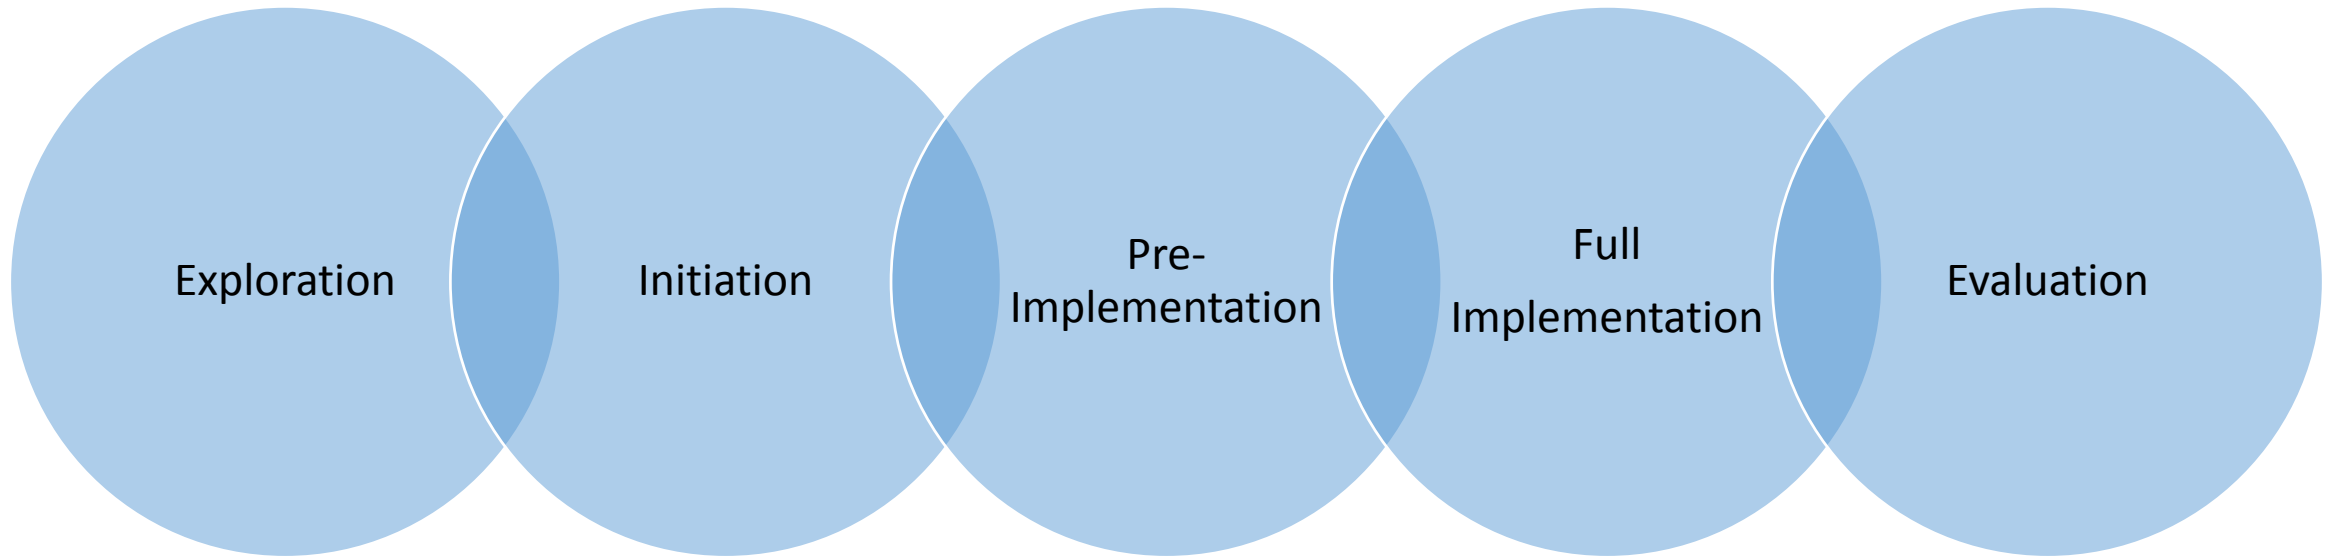 Exploration
Initiation
Pre-
Implementation
Full
Implementation
Evaluation